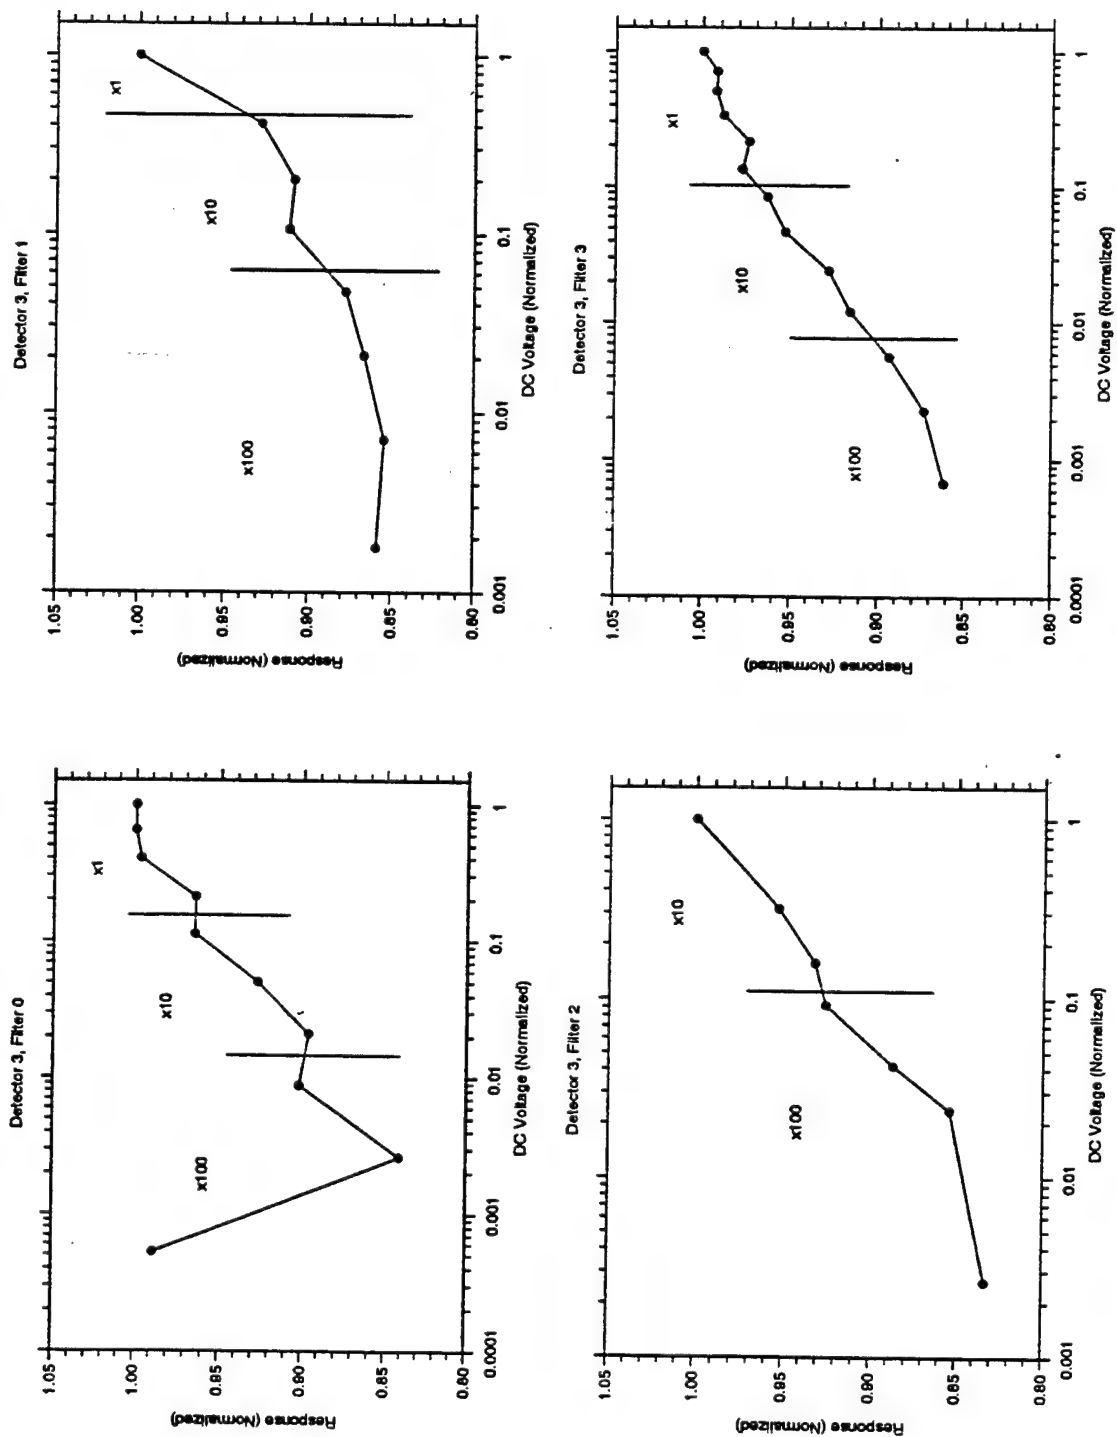 Detector 3, Filter 0
Response (Normalized)
1.05
1.00
0.95
0.90
0.85
0.80
x100
x10
x1
0.0001
0.001
0.01
0.1
1
DC Voltage (Normalized)
Detector 3, Filter 1
Response (Normalized)
1.05
1.00
0.95
0.90
0.85
0.80
x100
x10
x1
0.001
0.01
0.1
1
DC Voltage (Normalized)
Detector 3, Filter 2
Response (Normalized)
1.05
1.00
0.95
0.90
0.85
0.80
x100
x10
0.001
0.01
0.1
1
DC Voltage (Normalized)
Detector 3, Filter 3
Response (Normalized)
1.05
1.00
0.95
0.90
0.85
0.80
x100
x10
x1
0.0001
0.001
0.01
0.1
1
DC Voltage (Normalized)